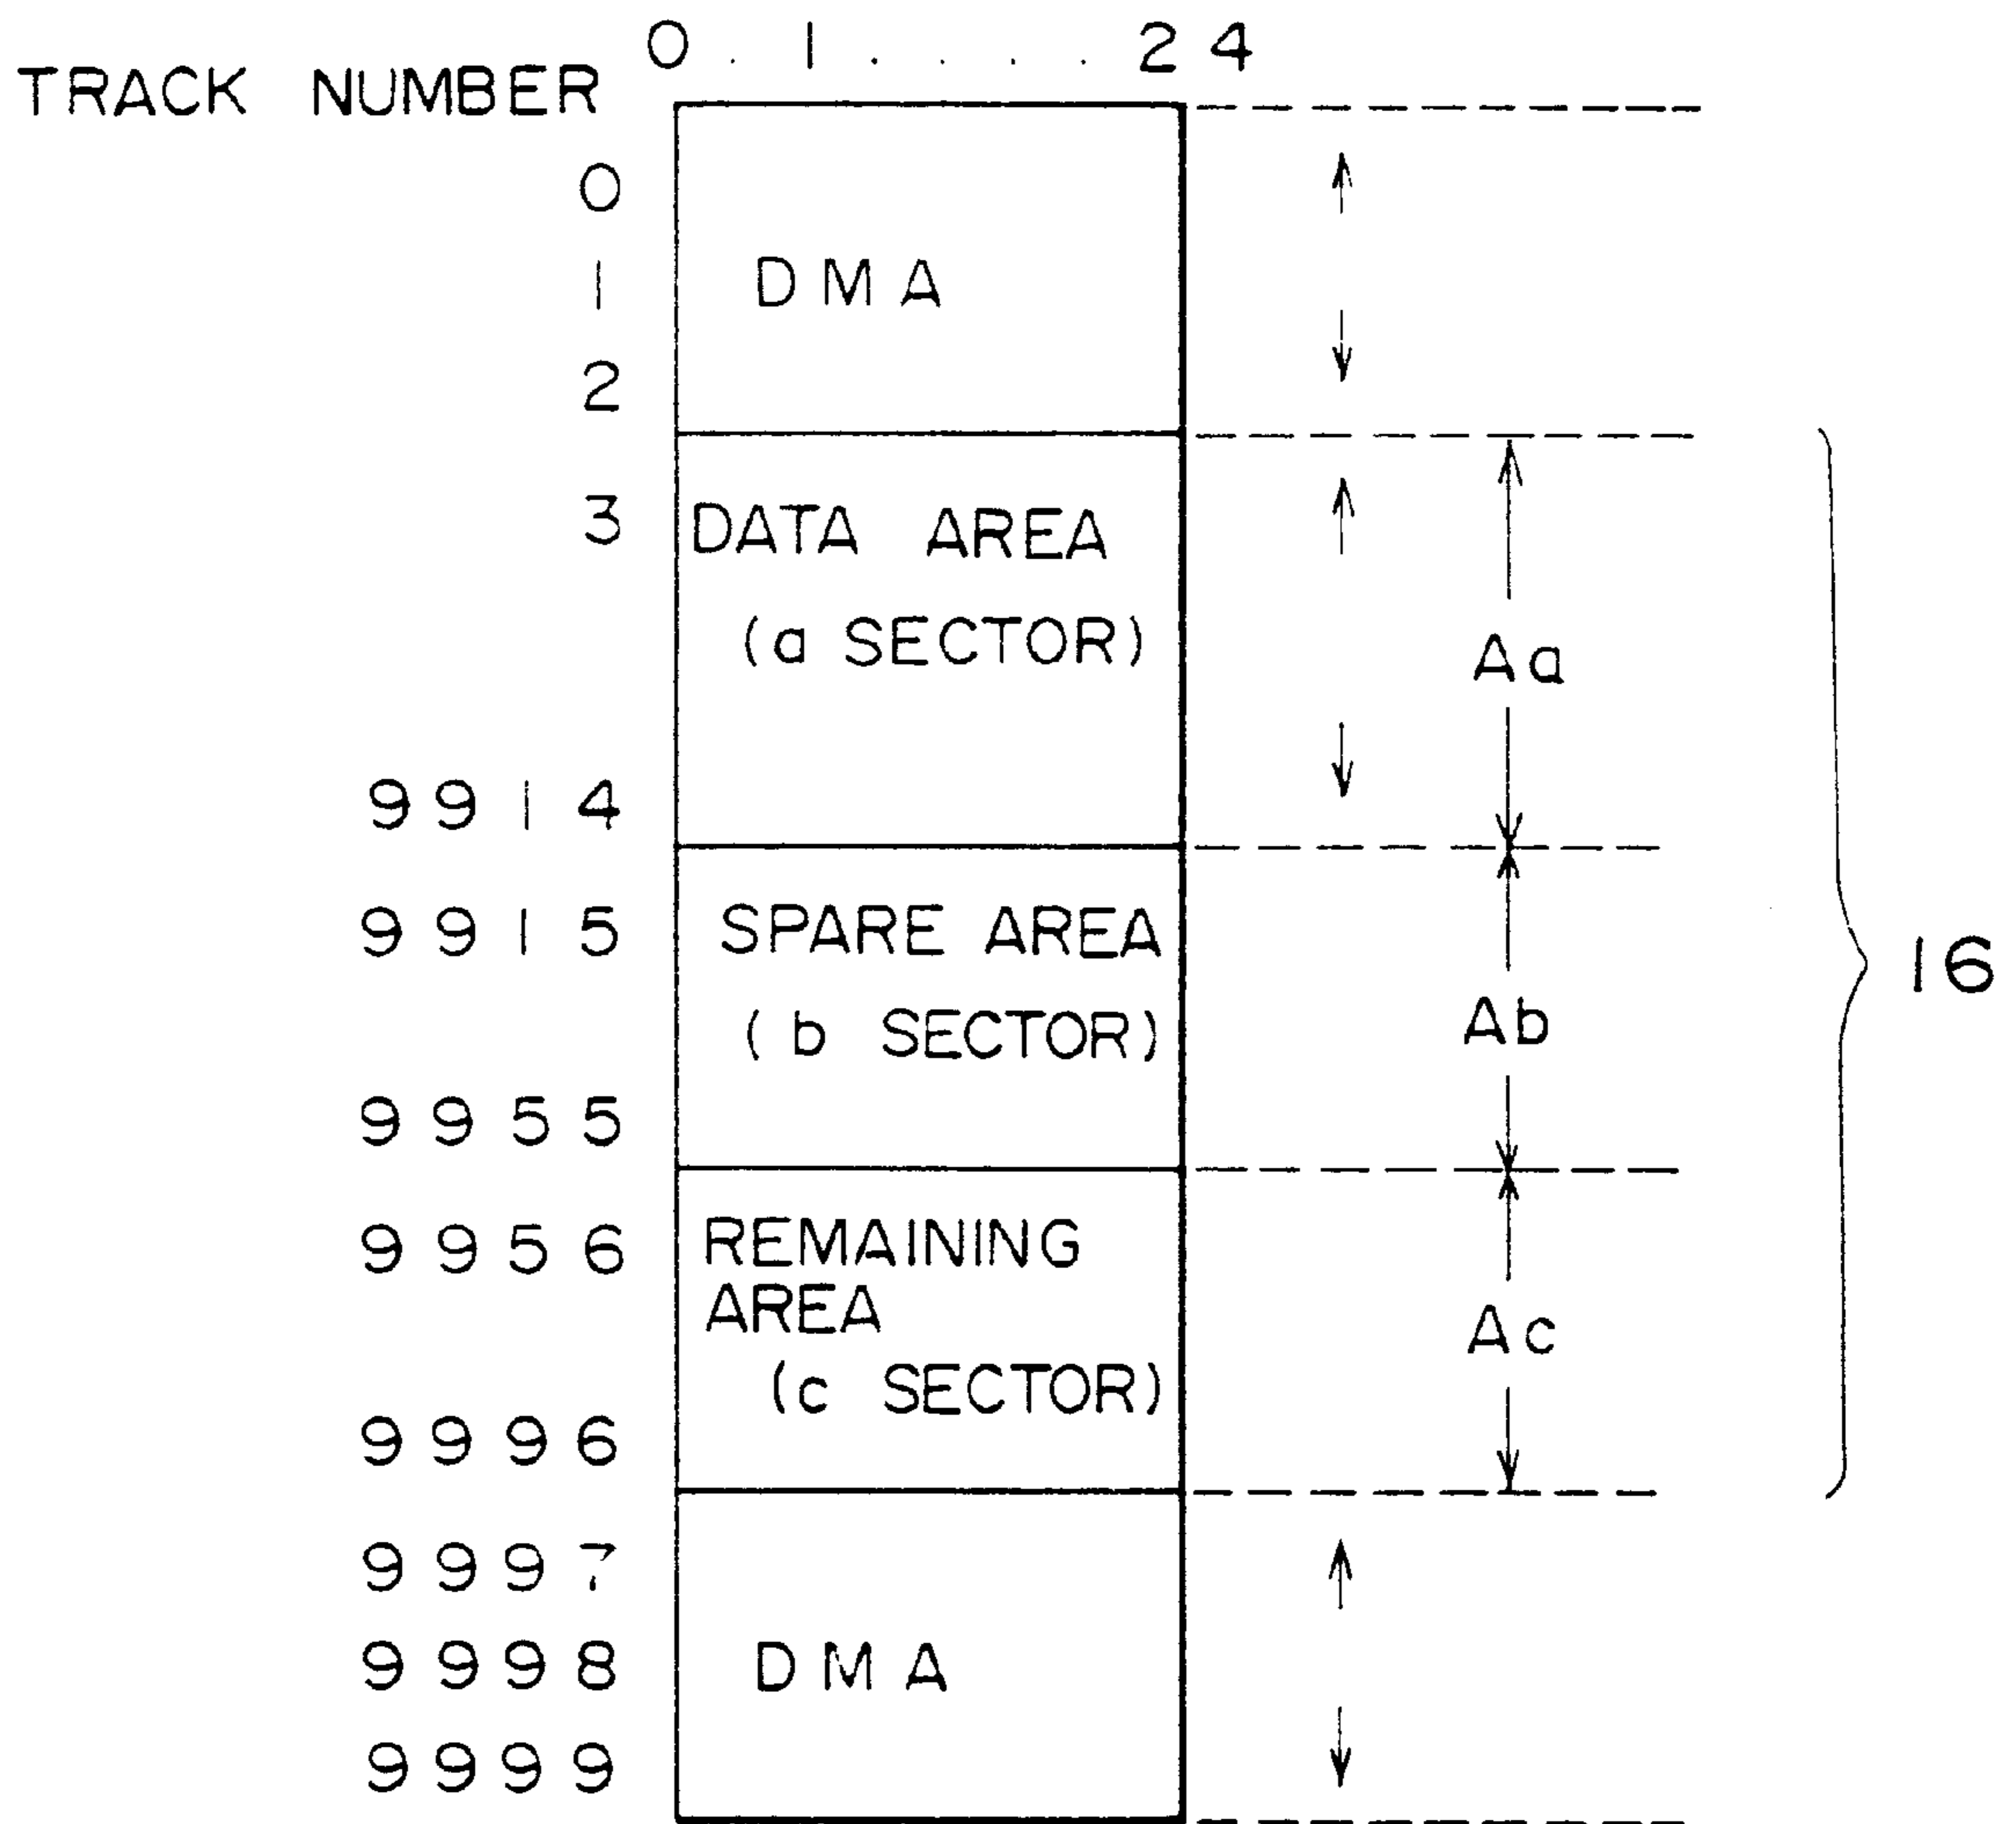 0 . 1 . . . . 24
TRACK NUMBER
0
1
DMA
2
3
DATA AREA
(a SECTOR)
Aa
9914
9915
SPARE AREA
16
(b SECTOR)
Ab
9955
9956
REMAINING
AREA
Ac
(c SECTOR)
9996
9997
9998
DMA
9999